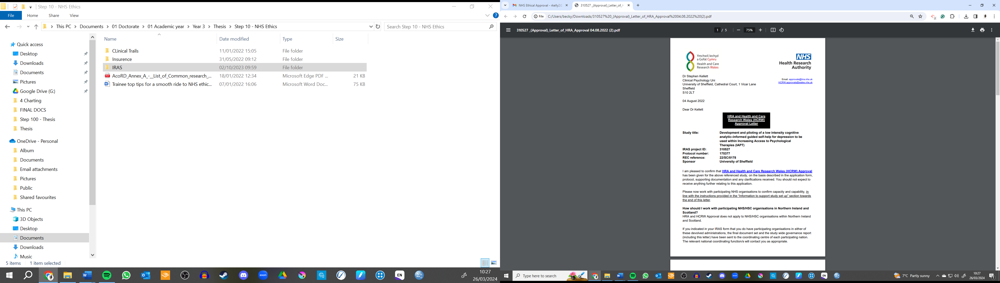 Step 10 - NHS Ethics
File
Home
Share
View
This PC
Documents
01 Doctorate
01 Academic year
Year 3
Thesis
Step 10 - NHS Ethics
Search Step 10 - NHS Ethics
Quick access
Desktop
Downloads
Documents
Pictures
Google Drive (G:)
4 Charting
FINAL DOCS
Step 100 - Thesis
Thesis
OneDrive - Personal
Album
Documents
Email attachments
Pictures
Public
Shared favourites
This PC
3D Objects
Desktop
Documents
Downloads
Music
Name Date modified Type Size
CLinical Trails 11/01/2022 15:05 File folder
Insurence 31/05/2022 09:12 File folder
IRAS 02/10/2023 09:59 File folder
AcoRD_Annex_A_-__List_of_Common_research_... 18/01/2022 12:34 Microsoft Edge PDF ... 21 KB
Trainee top tips for a smooth ride to NHS ethic... 07/01/2022 16:06 Microsoft Word Doc... 75 KB
5 items 1 item selected
zoom
EN
10:27
26/03/2024
NHS Ethical Approval - rkelly2@
310527 _(Approval)_Letter_of_H
File
C:/Users/becky/Downloads/310527%20_(Approval)_Letter_of_HRA_Approval%2004.08.2022%20(2).pdf
310527 _(Approval)_Letter_of_HRA_Approval 04.08.2022 (2).pdf
1 / 5
75%
Ymchwil Iechyd
a Gofal Cymru
Health and Care
Research Wales
NHS
Health Research
Authority
Dr Stephen Kellett
Clinical Psychology Uni
University of Sheffield, Cathedral Court, 1 Vicar Lane
Sheffield
S10 2LT
Email: approvals@hra.nhs.uk
HCRW.approvals@wales.nhs.uk
04 August 2022
Dear Dr Kellett
HRA and Health and Care
Research Wales (HCRW)
Approval Letter
Study title: Development and piloting of a low intensity cognitive
analytic–informed guided self-help for depression to be
used within Increasing Access to Psychological
Therapies (IAPT)
IRAS project ID: 310527
Protocol number: 175377
REC reference: 22/SC/0178
Sponsor University of Sheffield
I am pleased to confirm that HRA and Health and Care Research Wales (HCRW) Approval
has been given for the above referenced study, on the basis described in the application form,
protocol, supporting documentation and any clarifications received. You should not expect to
receive anything further relating to this application.
Please now work with participating NHS organisations to confirm capacity and capability, in
line with the instructions provided in the “Information to support study set up” section towards
the end of this letter.
How should I work with participating NHS/HSC organisations in Northern Ireland and
Scotland?
HRA and HCRW Approval does not apply to NHS/HSC organisations within Northern Ireland
and Scotland.
If you indicated in your IRAS form that you do have participating organisations in either of
these devolved administrations, the final document set and the study wide governance report
(including this letter) have been sent to the coordinating centre of each participating nation.
The relevant national coordinating function/s will contact you as appropriate.
Type here to search
EN
7°C Partly sunny
10:27
26/03/2024